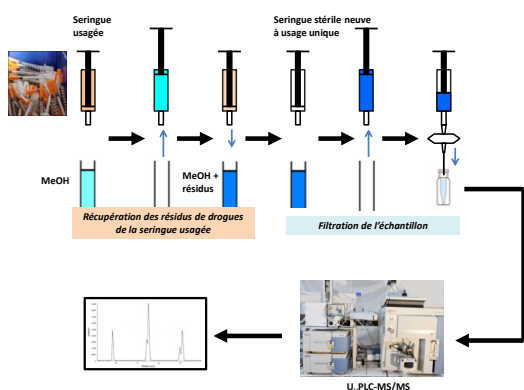 Seringue
usagée
Seringue stérile neuve
à usage unique
MeOH
MeOH +
résidus
Récupération des résidus de drogues
de la seringue usagée
Filtration de l'échantillon
U..PLC-MS/MS